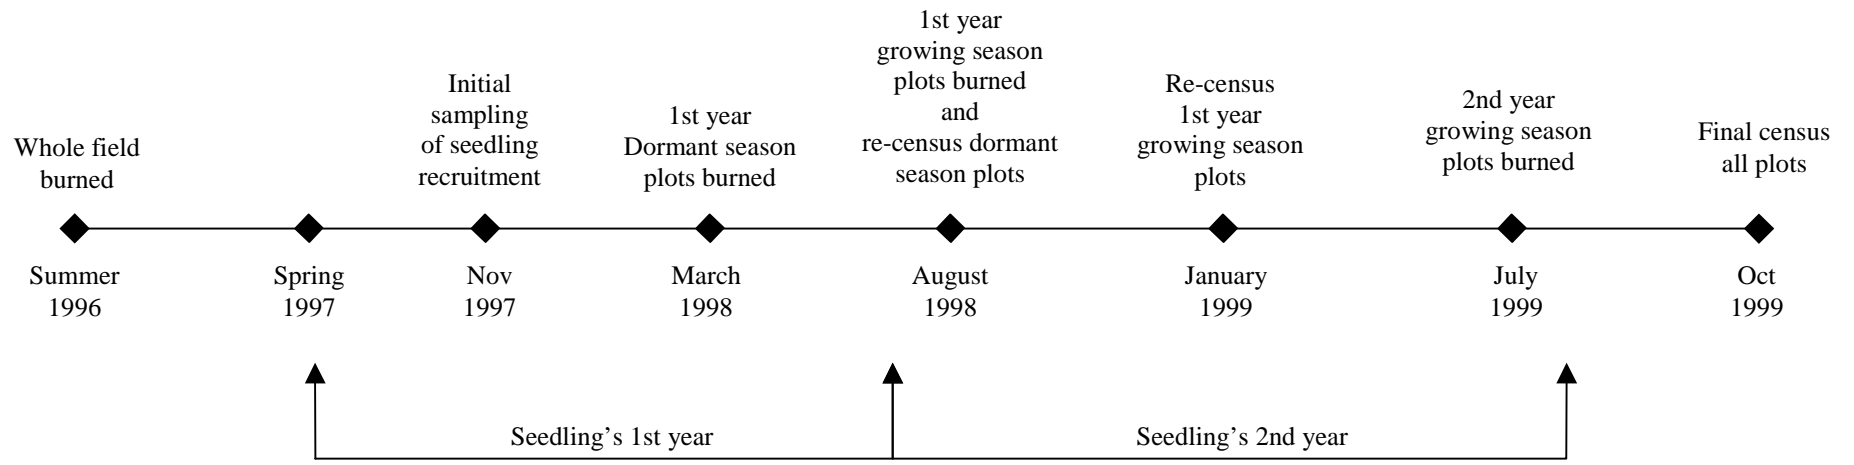 Whole field
burned
Initial
sampling
of seedling
recruitment
1st year
Dormant season
plots burned
1st year
growing season
plots burned
and
re-census dormant
season plots
Re-census
1st year
growing season
plots
2nd year
growing season
plots burned
Final census
all plots
Summer
1996
Spring
1997
Nov
1997
March
1998
August
1998
January
1999
July
1999
Oct
1999
Seedling’s 1st year
Seedling’s 2nd year